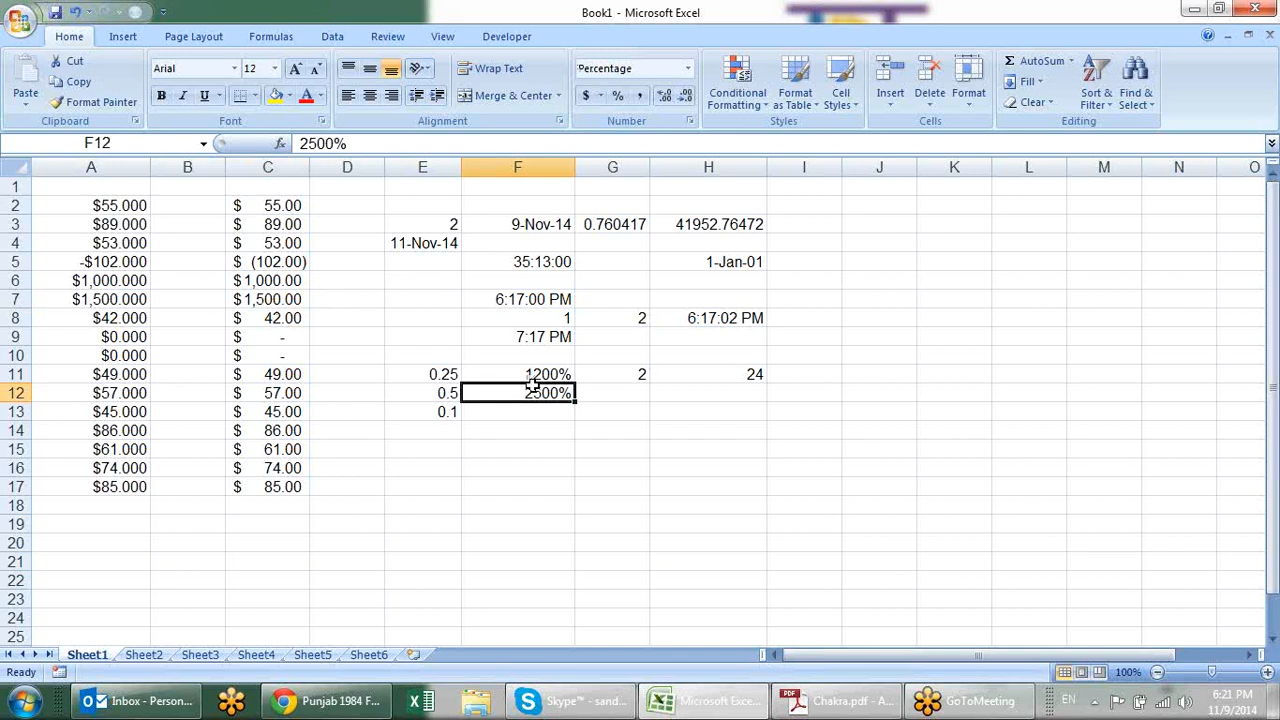 Book1 - Microsoft Excel
Home Insert Page Layout Formulas Data Review View Developer
Paste Cut Copy Format Painter Clipboard
Arial 12 A A B I U A Font
Wrap Text Merge & Center Alignment
Percentage $ % , Number
Conditional Formatting Format as Table Cell Styles Styles
Insert Delete Format Cells
Σ AutoSum Fill Clear Sort & Filter Find & Select Editing
F12 fx 2500%
A B C D E F G H I J K L M N O
1
2 $55.000 $ 55.00
3 $89.000 $ 89.00 2 9-Nov-14 0.760417 41952.76472
4 $53.000 $ 53.00 11-Nov-14
5 -$102.000 $ (102.00) 35:13:00 1-Jan-01
6 $1,000.000 $ 1,000.00
7 $1,500.000 $ 1,500.00 6:17:00 PM
8 $42.000 $ 42.00 1 2 6:17:02 PM
9 $0.000 $ - 7:17 PM
10 $0.000 $ -
11 $49.000 $ 49.00 0.25 1200% 2 24
12 $57.000 $ 57.00 0.5 2500%
13 $45.000 $ 45.00 0.1
14 $86.000 $ 86.00
15 $61.000 $ 61.00
16 $74.000 $ 74.00
17 $85.000 $ 85.00
18
19
20
21
22
23
24
25
Sheet1 Sheet2 Sheet3 Sheet4 Sheet5 Sheet6
Ready 100%
Inbox - Person... Punjab 1984 F... Skype™ - sand... Microsoft Exce... Chakra.pdf - A... GoToMeeting EN 6:21 PM
11/9/2014